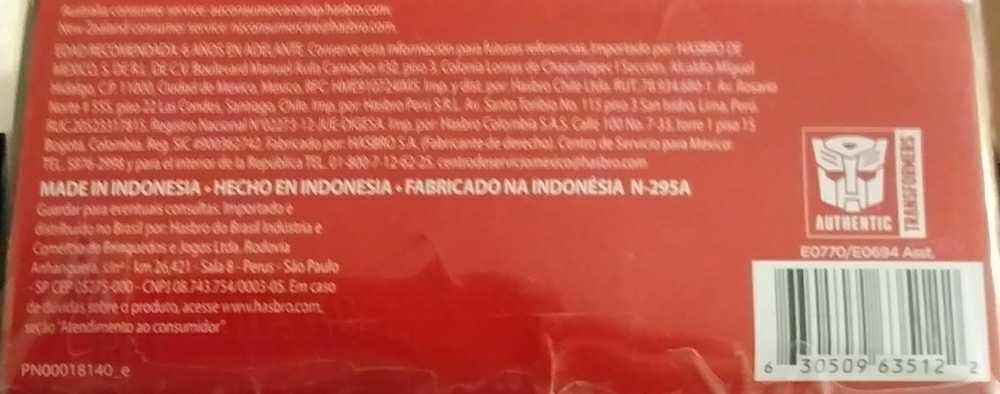 Australia consumer service: auconsumercare@ap.hasbro.com.
New Zealand consumer service: nzconsumercare@ap.hasbro.com.
EDAD RECOMENDADA: 6 AÑOS EN ADELANTE. Conserve esta información para futuras referencias. Importado por: HASBRO DE
MEXICO, S. DE R.L. DE C.V. Boulevard Manuel Avila Camacho #32, piso 3, Colonia Lomas de Chapultepec I Sección, Alcaldía Miguel
Hidalgo, C.P. 11000, Ciudad de México, México, RFC: Imp. y dist. por: Hasbro Chile Ltda. RUT. Av. Rosario
Norte # 555, piso 22 Las Condes, Santiago, Chile. Imp. por: Hasbro Perú S.R.L. Av. Santo Toribio No. 115 piso 3 San Isidro, Lima, Perú,
RUC. Registro Nacional N°02273-12-JUE-DIGESA. Imp. por: Hasbro Colombia S.A.S. Calle 100 No. 7-33, torre 1 piso 15
Bogotá, Colombia, Reg. SIC #900362742. Fabricado por: HASBRO S.A. (Fabricante de derecho). Centro de Servicio para México:
TEL. 5876-2998 y para el interior de la República TEL. 01-800-7-12-62-25. centrodeserviciomexico@hasbro.com.
MADE IN INDONESIA • HECHO EN INDONESIA • FABRICADO NA INDONÉSIA N-295A
Guardar para eventuais consultas. Importado e
distribuído no Brasil por: Hasbro do Brasil Indústria e
Comércio de Brinquedos e Jogos Ltda. Rodovia
Anhanguera, s/nº - km 26,421 - Sala 8 - Perus - São Paulo
- SP CEP 05275-000 - CNPJ 08.743.754/0003-05. Em caso
de dúvidas sobre o produto, acesse www.hasbro.com,
seção "Atendimento ao consumidor"
PN00018140_e
AUTHENTIC
TRANSFORMERS
E0770/E0694 Asst.
6 30509 63512 2